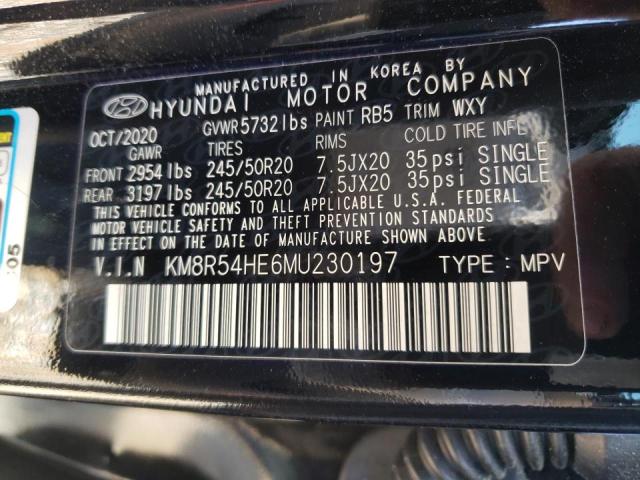 MANUFACTURED IN KOREA BY
HYUNDAI MOTOR COMPANY
OCT/2020 GVWR 5732lbs PAINT RB5 TRIM WXY
GAWR TIRES RIMS COLD TIRE INFL
FRONT 2954 lbs 245/50R20 7.5JX20 35 psi SINGLE
REAR 3197 lbs 245/50R20 7.5JX20 35 psi SINGLE
THIS VEHICLE CONFORMS TO ALL APPLICABLE U.S.A. FEDERAL
MOTOR VEHICLE SAFETY AND THEFT PREVENTION STANDARDS
IN EFFECT ON THE DATE OF MANUFACTURE SHOWN ABOVE.
V.I.N KM8R54HE6MU230197 TYPE : MPV